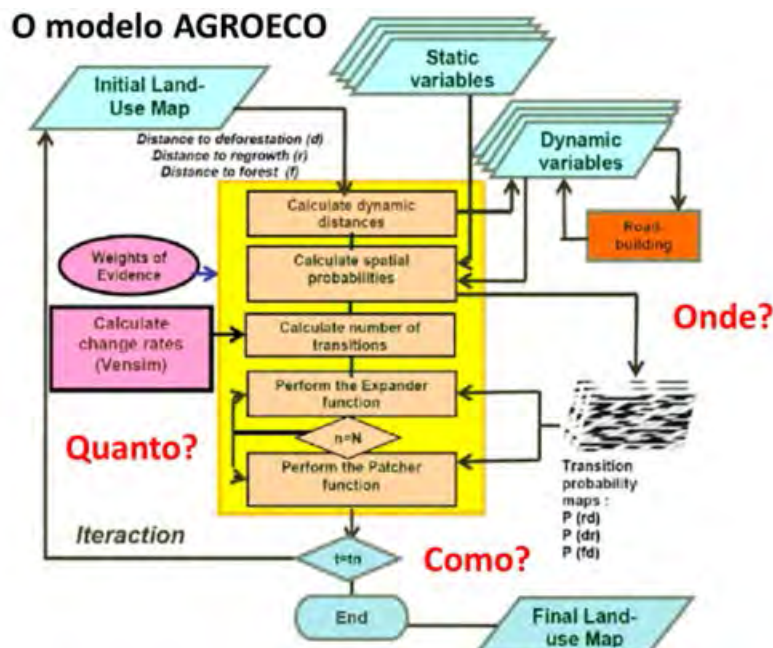 O modelo AGROECO
Static
variables
Initial Land-
Use Map
Distance to deforestation (d)
Distance to regrowth (r)
Distance to forest (f)
Dynamic
variables
Calculate dynamic
distances
Road-
building
Weights of
Evidence
Calculate spatial
probabilities
Onde?
Calculate
change rates
(Vensim)
Calculate number of
transitions
Perform the Expander
function
Quanto?
n=N
Perform the Patcher
function
Transition
probability
maps :
P (rd)
P (dr)
P (fd)
Iteraction
t=tn
Como?
End
Final Land-
use Map